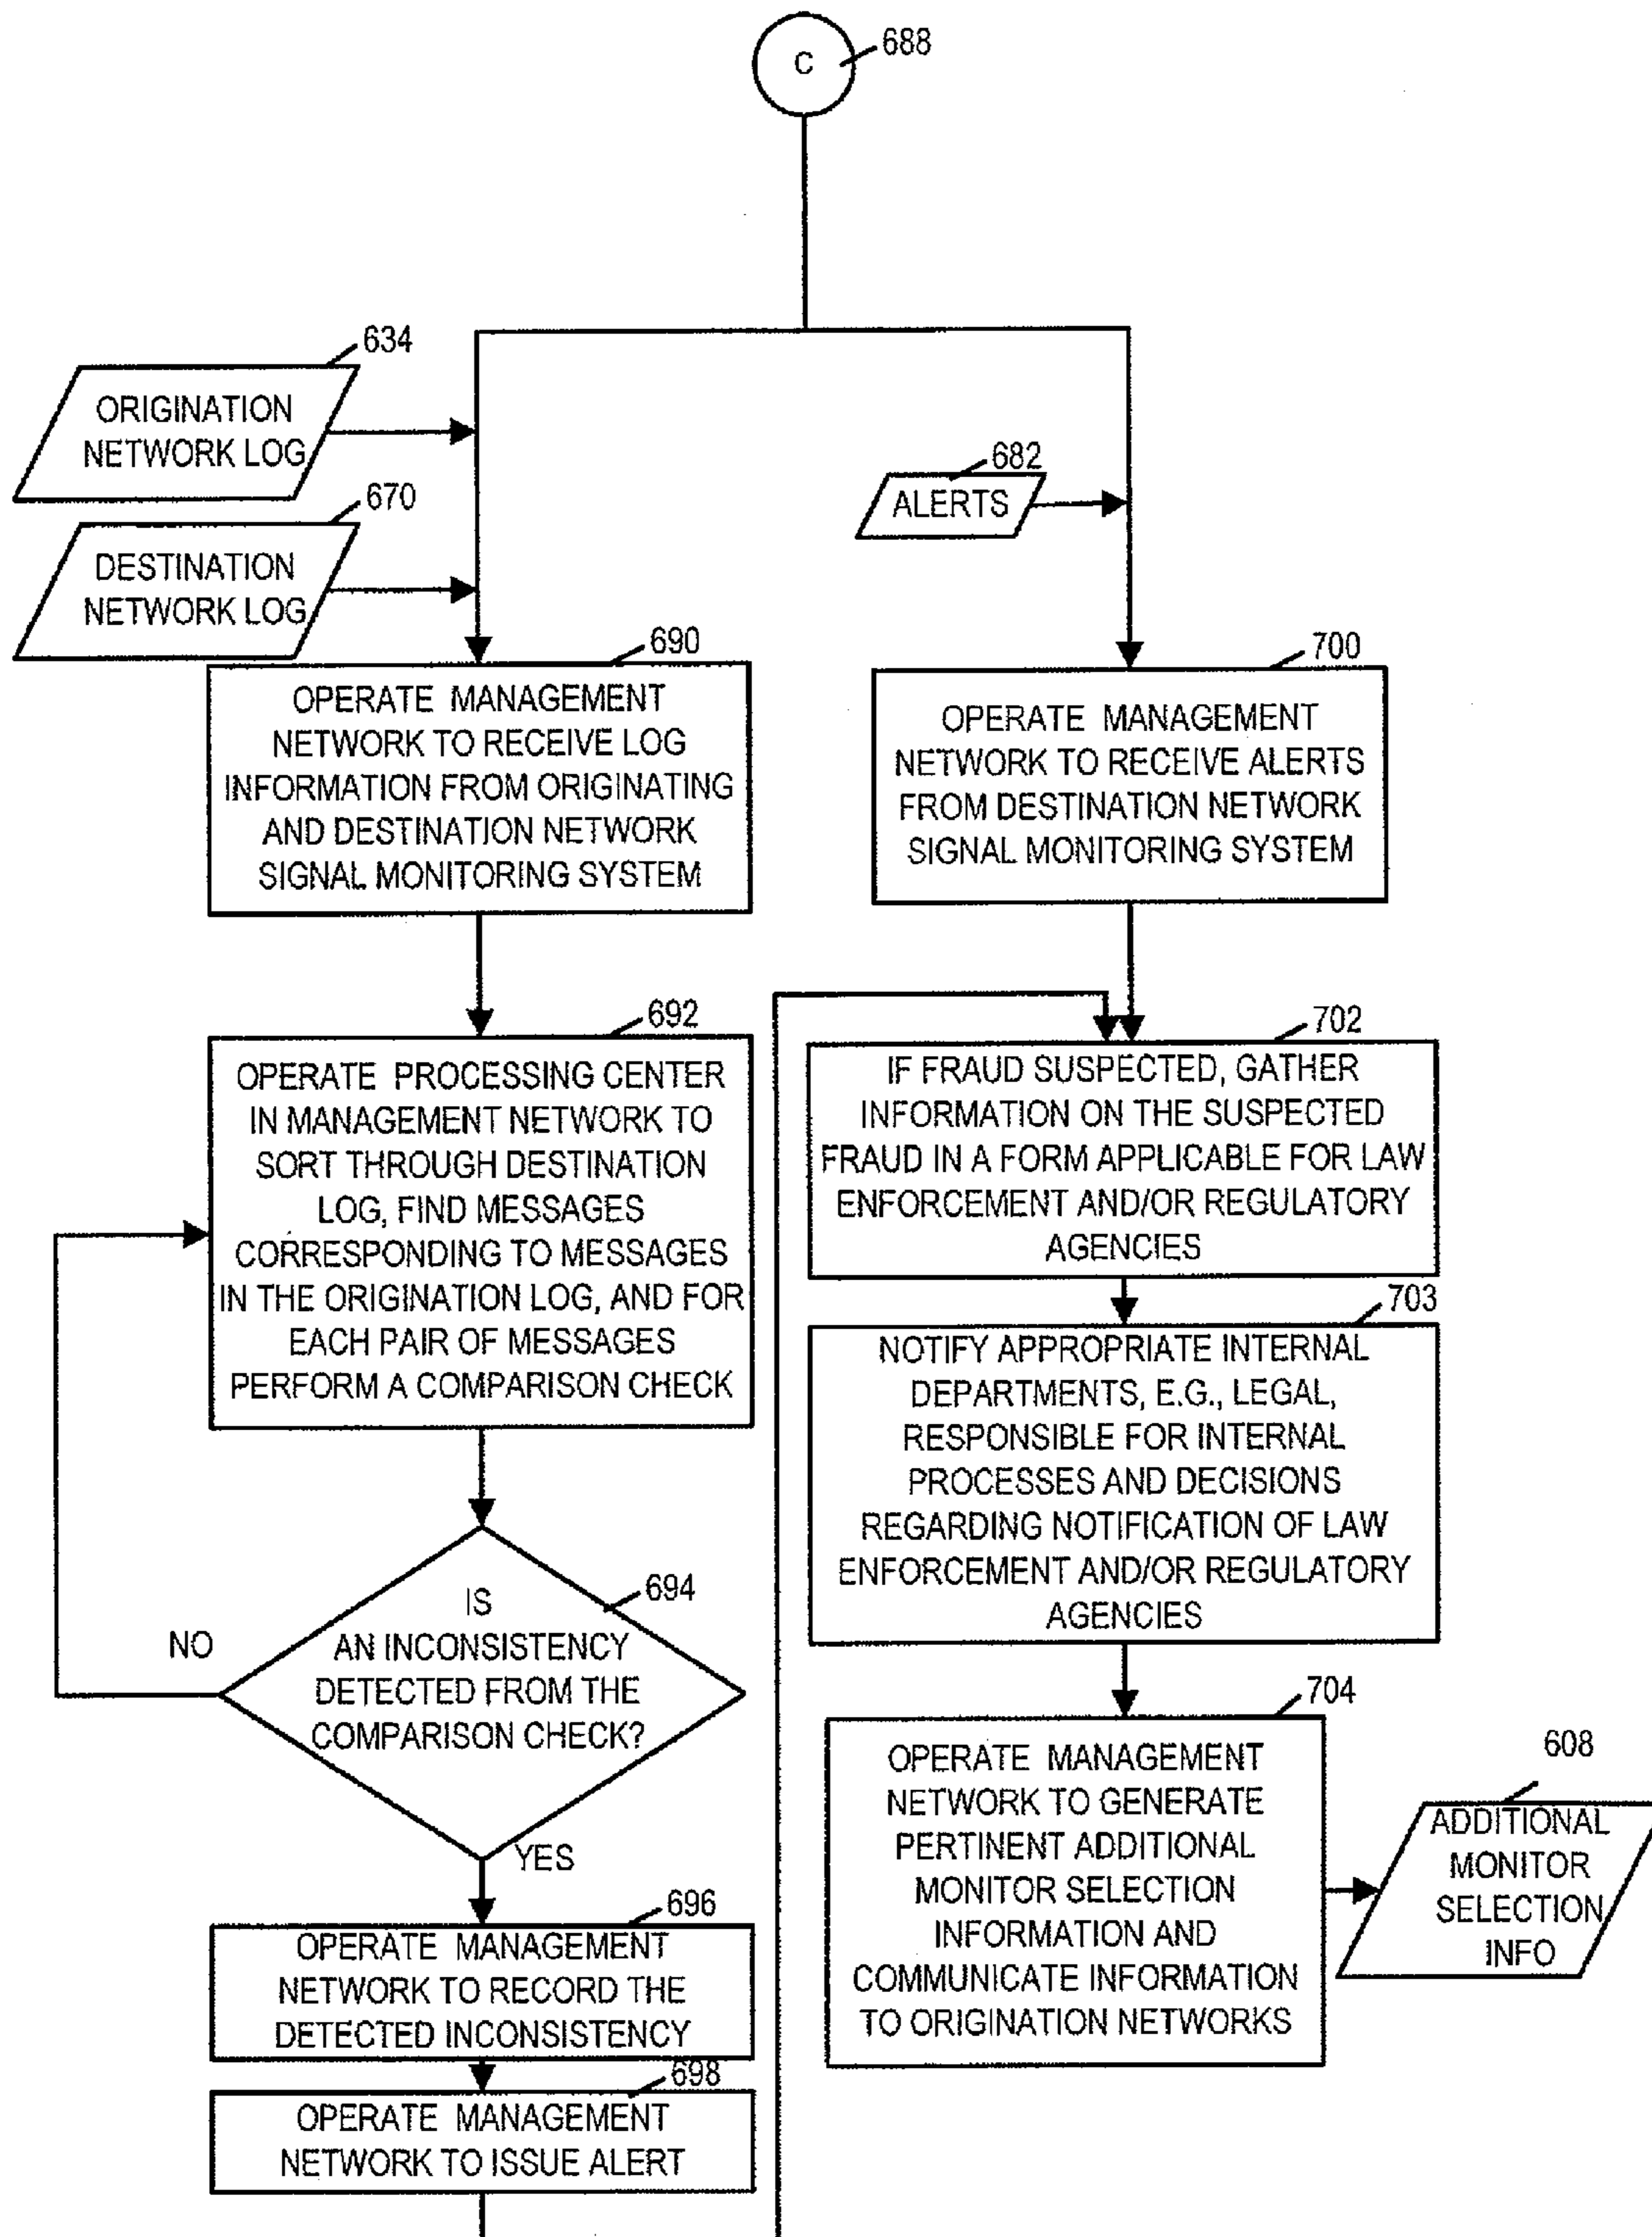 C
688
634
ORIGINATION
NETWORK LOG
670
DESTINATION
NETWORK LOG
682
ALERTS
690
OPERATE MANAGEMENT
NETWORK TO RECEIVE LOG
INFORMATION FROM ORIGINATING
AND DESTINATION NETWORK
SIGNAL MONITORING SYSTEM
700
OPERATE MANAGEMENT
NETWORK TO RECEIVE ALERTS
FROM DESTINATION NETWORK
SIGNAL MONITORING SYSTEM
692
OPERATE PROCESSING CENTER
IN MANAGEMENT NETWORK TO
SORT THROUGH DESTINATION
LOG, FIND MESSAGES
CORRESPONDING TO MESSAGES
IN THE ORIGINATION LOG, AND FOR
EACH PAIR OF MESSAGES
PERFORM A COMPARISON CHECK
694
IS
AN INCONSISTENCY
DETECTED FROM THE
COMPARISON CHECK?
NO
YES
696
OPERATE MANAGEMENT
NETWORK TO RECORD THE
DETECTED INCONSISTENCY
698
OPERATE MANAGEMENT
NETWORK TO ISSUE ALERT
702
IF FRAUD SUSPECTED, GATHER
INFORMATION ON THE SUSPECTED
FRAUD IN A FORM APPLICABLE FOR LAW
ENFORCEMENT AND/OR REGULATORY
AGENCIES
703
NOTIFY APPROPRIATE INTERNAL
DEPARTMENTS, E.G., LEGAL,
RESPONSIBLE FOR INTERNAL
PROCESSES AND DECISIONS
REGARDING NOTIFICATION OF LAW
ENFORCEMENT AND/OR REGULATORY
AGENCIES
704
OPERATE MANAGEMENT
NETWORK TO GENERATE
PERTINENT ADDITIONAL
MONITOR SELECTION
INFORMATION AND
COMMUNICATE INFORMATION
TO ORIGINATION NETWORKS
608
ADDITIONAL
MONITOR
SELECTION
INFO